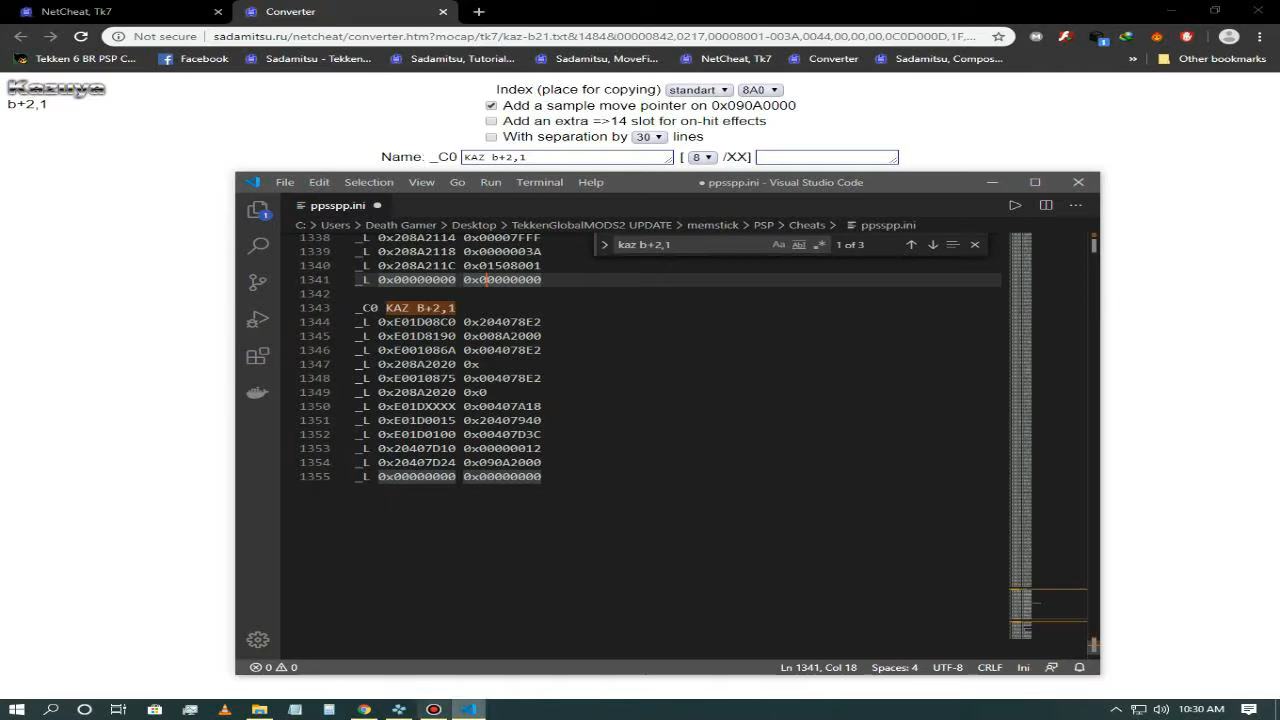 NetCheat, Tk7
Converter
Not secure
sadamitsu.ru/netcheat/converter.htm?mocap/tk7/kaz-b21.txt&1484&00000842,0217,00008001-003A,0044,00,00,00,0C0D000D,1F,...
Tekken 6 BR PSP C...
Facebook
Sadamitsu - Tekken...
Sadamitsu, Tutorial...
Sadamitsu, MoveFi...
NetCheat, Tk7
Converter
Sadamitsu, Compos...
»
Other bookmarks
Kazuya
b+2,1
Index (place for copying) standart 8A0
Add a sample move pointer on 0x090A0000
Add an extra =>14 slot for on-hit effects
With separation by 30 lines
Name: _C0 KAZ b+2,1 [ 8 /XX]
File Edit Selection View Go Run Terminal Help
● ppsspp.ini - Visual Studio Code
ppsspp.ini
C: > Users > Death Gamer > Desktop > TekkenGlobalMODS2 UPDATE > memstick > PSP > Cheats > ppsspp.ini
kaz b+2,1
Aa
Abl
1 of 3
1338 _L 0x208A2114 0x00007FFF
1339 _L 0x208A2118 0x0050003A
1340 _L 0x208A211C 0x01508001
1341 _L 0x00000000 0x00000000
1342
1343 _C0 KAZ B+2,1
1344 _L 0xE01D08C0 0x204078E2
1345 _L 0xE01D8190 0x008A2000
1346 _L 0xE001086A 0x004078E2
1347 _L 0x208A2020 0x
1348 _L 0xE0010875 0x004078E2
1349 _L 0x208A2020 0x0
1350 _L 0xE01DXXXX 0x00407A18
1351 _L 0xE01D0015 0x00407940
1352 _L 0xE01D0100 0x00407D3C
1353 _L 0x20407D10 0x00000012
1354 _L 0x20407D24 0x090A2000
1355 _L 0x00000000 0x00000000
0 0
Ln 1341, Col 18
Spaces: 4
UTF-8
CRLF
Ini
10:30 AM